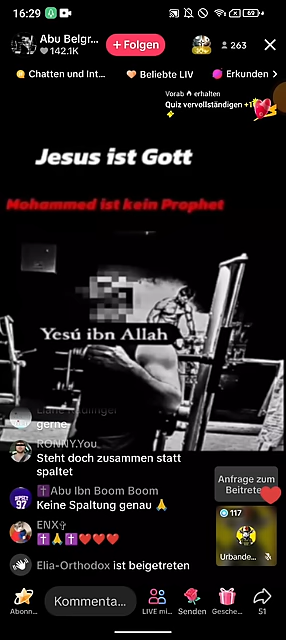 16:29
69
Abu Belgr...
142.1K
+ Folgen
263
Chatten und Int...
Beliebte LIV
Erkunden >
Vorab 🔥 erhalten
Quiz vervollständigen +1
Jesus ist Gott
Mohammed ist kein Prophet
Yesú ibn Allah
gerne
RONNY.You.
Steht doch zusammen statt
spaltet
✝️Abu Ibn Boom Boom
Keine Spaltung genau 🙏
ENX✞
✝️🙏✝️❤️❤️❤️
Elia-Orthodox ist beigetreten
Anfrage zum
Beitrete
117
Urbande...
Abonn...
Kommenta...
LIVE mi...
Senden
Gesche...
51